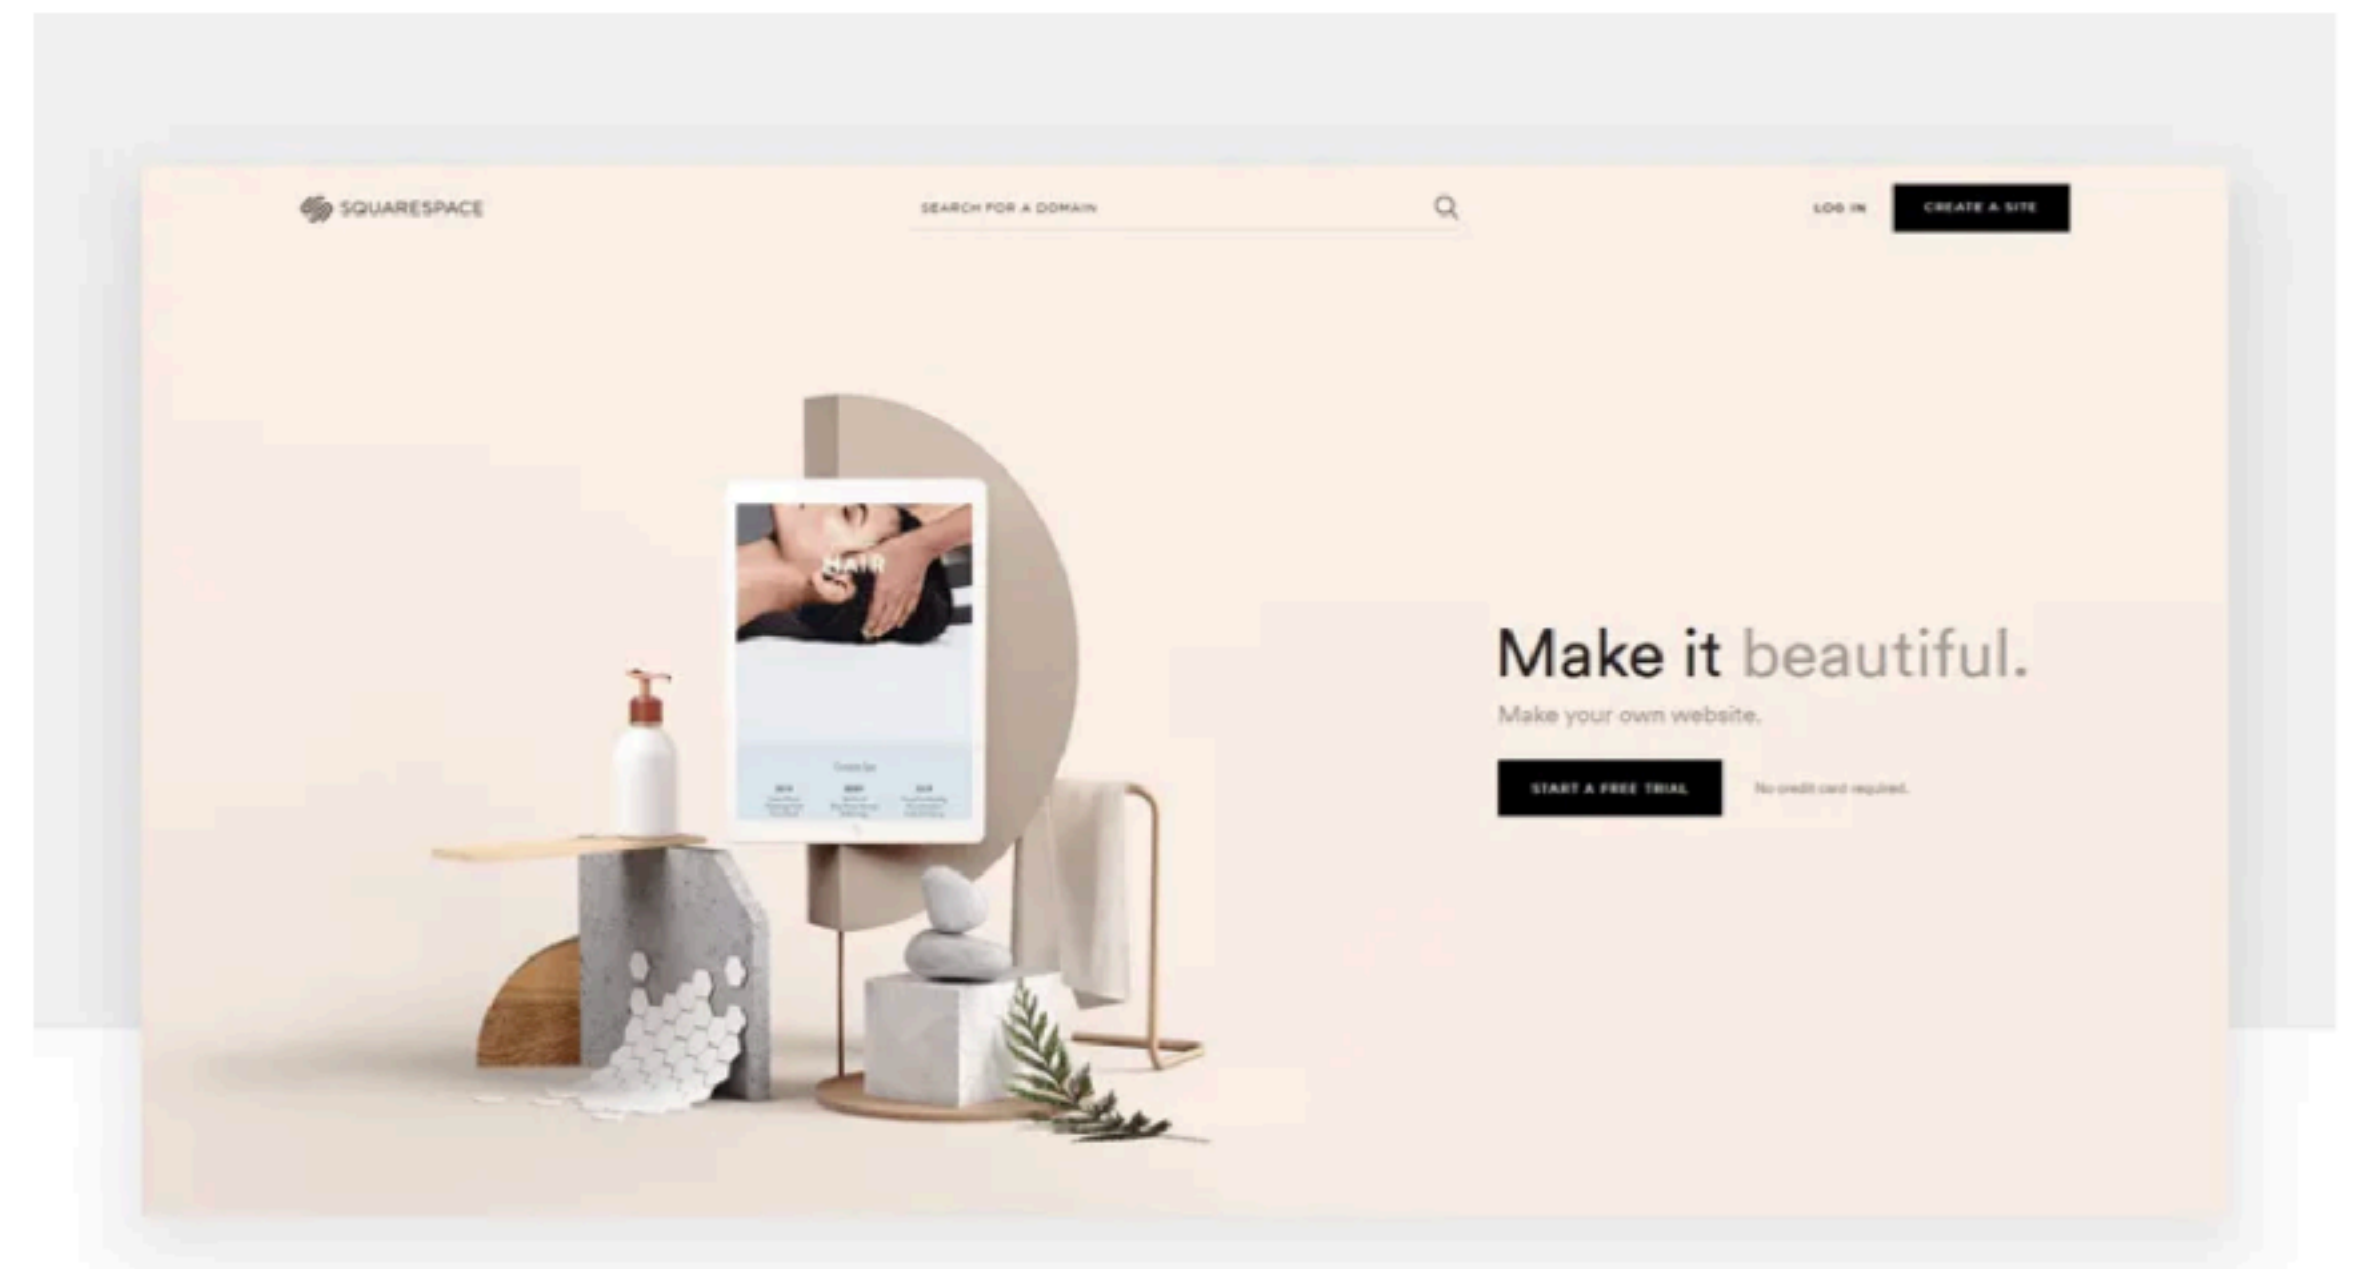 SQUARESPACE
SEARCH FOR A DOMAIN
LOG IN
CREATE A SITE
HAIR
Make it beautiful.
Make your own website.
START A FREE TRIAL
No credit card required.